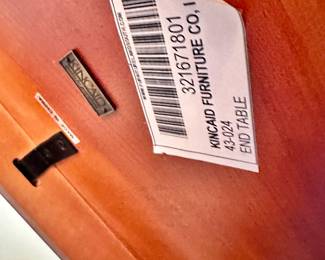 KINCAID
321671801
KINCAID FURNITURE CO, I
43-024
END TABLE